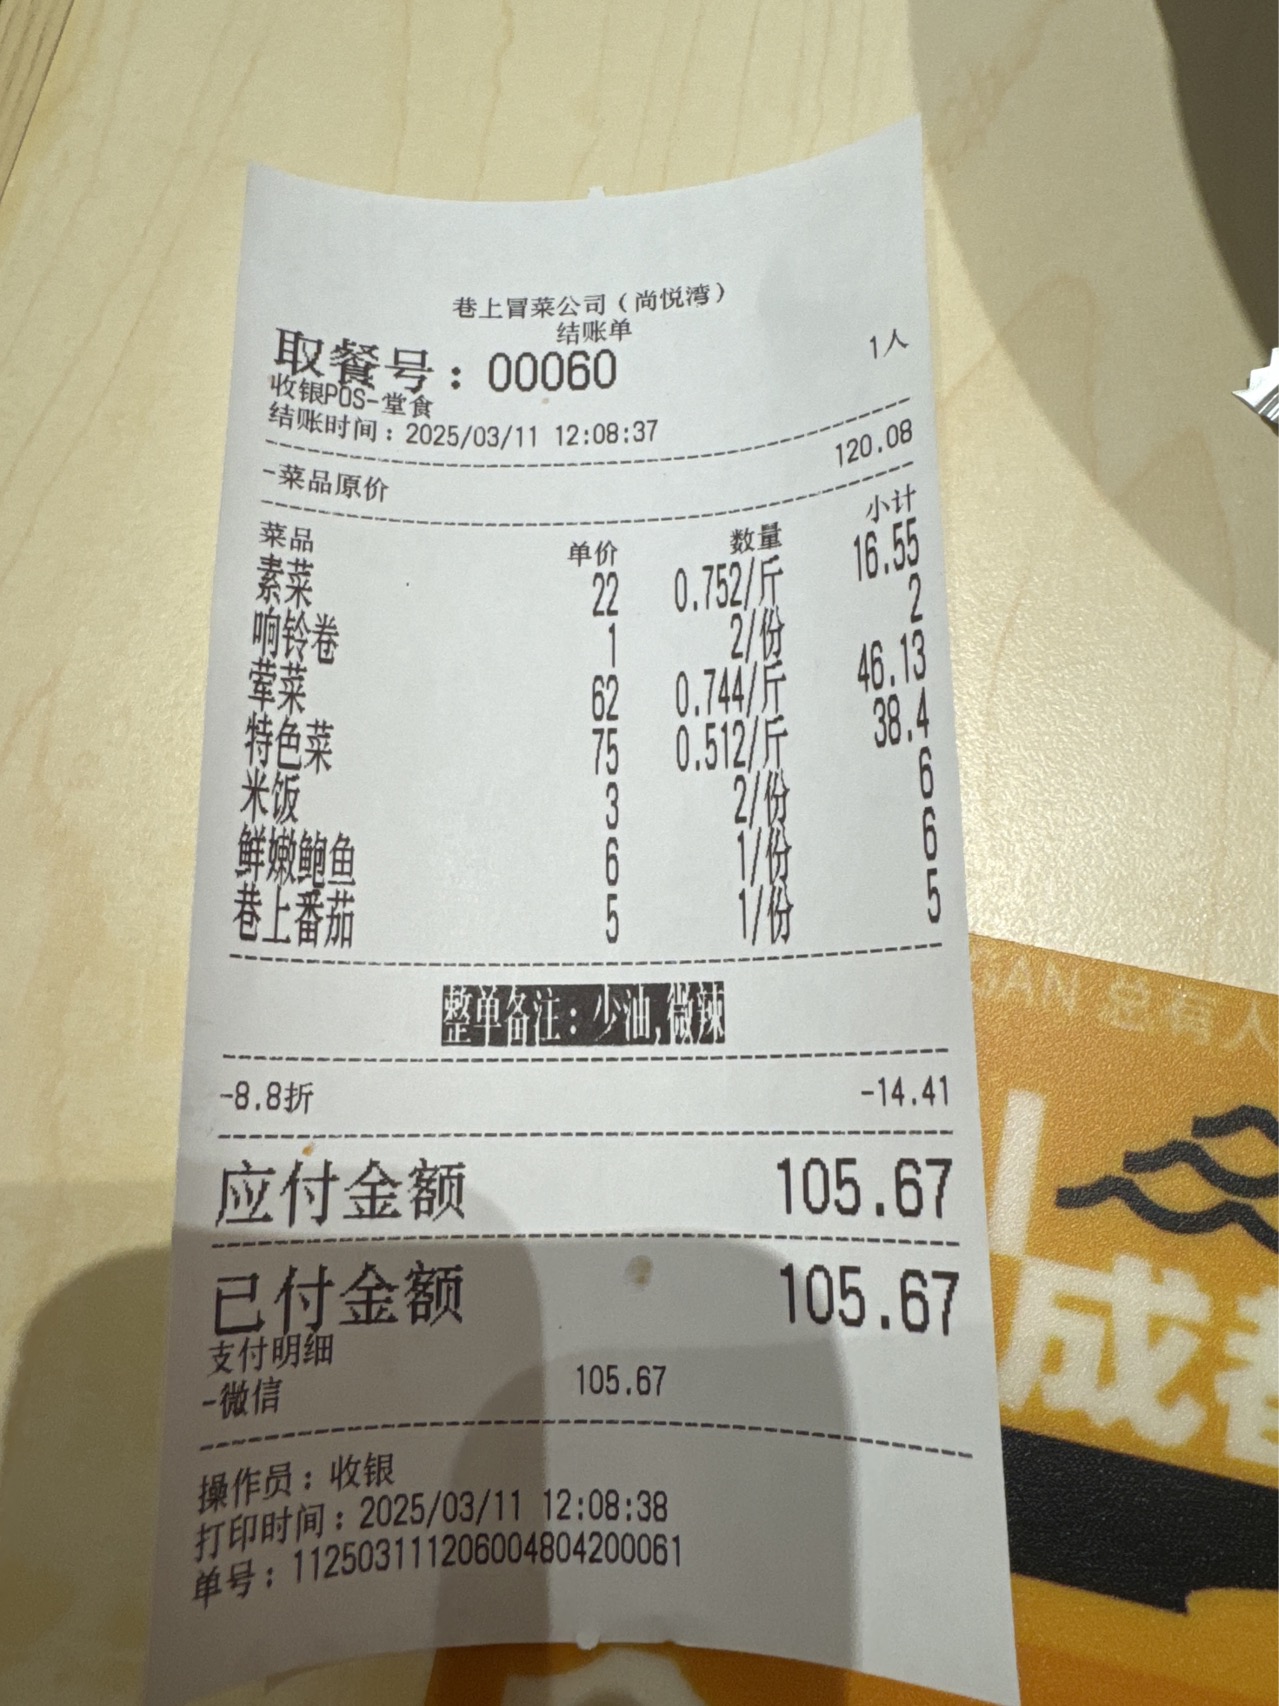 巷上冒菜公司（尚悦湾）
结账单
取餐号：00060 1人
收银POS-堂食
结账时间：2025/03/11 12:08:37
-菜品原价 120.08
菜品 单价 数量 小计
素菜 22 0.752/斤 16.55
响铃卷 1 2/份 2
荤菜 62 0.744/斤 46.13
特色菜 75 0.512/斤 38.4
米饭 3 2/份 6
鲜嫩鲍鱼 6 1/份 6
巷上番茄 5 1/份 5
整单备注：少油,微辣
-8.8折 -14.41
应付金额 105.67
已付金额 105.67
支付明细
-微信 105.67
操作员：收银
打印时间：2025/03/11 12:08:38
单号：112503111206004804200061
AN 总有人
成都